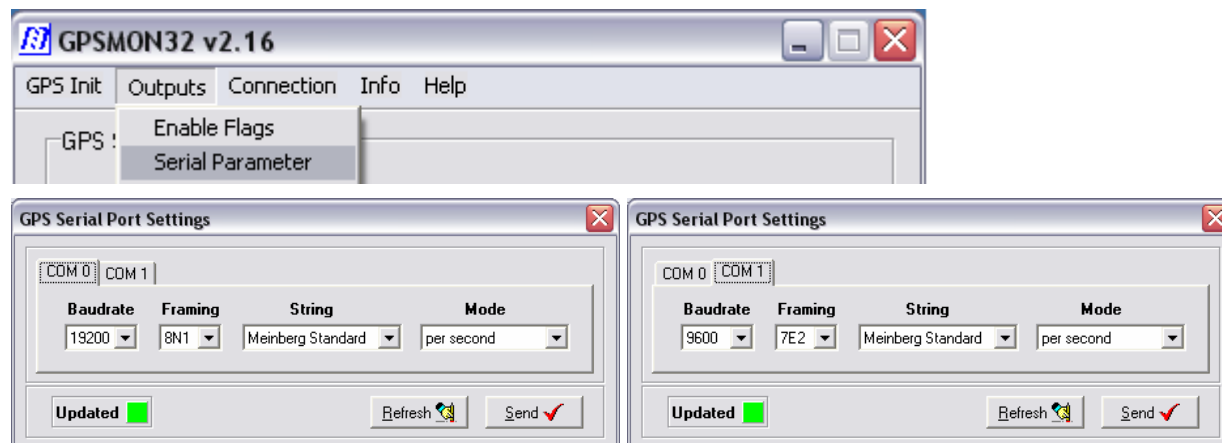 GPSMON32 v2.16
GPS Init Outputs Connection Info Help
Enable Flags
GPS
Serial Parameter
GPS Serial Port Settings
COM 0 COM 1
Baudrate Framing String Mode
19200 8N1 Meinberg Standard per second
Updated Refresh Send
GPS Serial Port Settings
COM 0 COM 1
Baudrate Framing String Mode
9600 7E2 Meinberg Standard per second
Updated Refresh Send